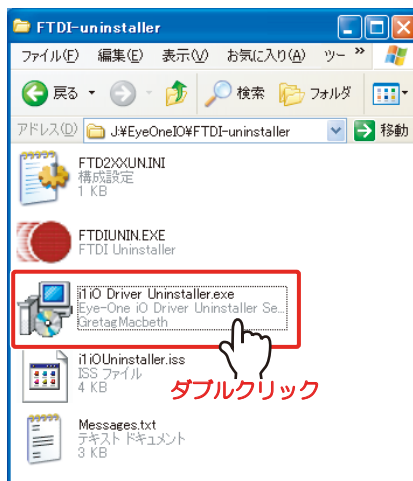 FTDI-uninstaller
ファイル(F) 編集(E) 表示(V) お気に入り(A) ツー »
戻る 検索 フォルダ
アドレス(D) J:¥EyeOneIO¥FTDI-uninstaller 移動
FTD2XXUN.INI
構成設定
1 KB
FTDIUNIN.EXE
FTDI Uninstaller
i1iO Driver Uninstaller.exe
Eye-One iO Driver Uninstaller Se...
GretagMacbeth
i1iOUninstaller.iss
ISS ファイル
4 KB
ダブルクリック
Messages.txt
テキスト ドキュメント
3 KB